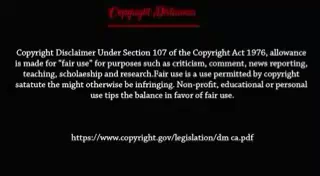 Copyright Disclaimer
Copyright Disclaimer Under Section 107 of the Copyright Act 1976, allowance
is made for "fair use" for purposes such as criticism, comment, news reporting,
teaching, scholaeship and research.Fair use is a use permitted by copyright
satatute the might otherwise be infringing. Non-profit, educational or personal
use tips the balance in favor of fair use.
https://www.copyright.gov/legislation/dm ca.pdf